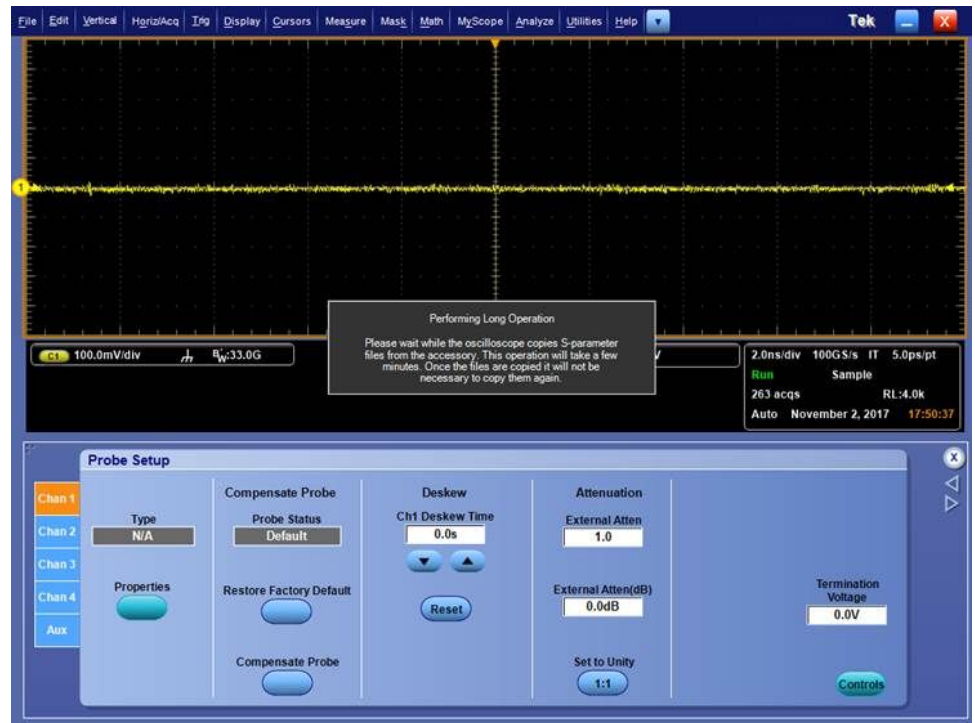 File Edit Vertical Horiz/Acq Trig Display Cursors Measure Mask Math MyScope Analyze Utilities Help Tek X
1
Performing Long Operation
Please wait while the oscilloscope copies S-parameter
files from the accessory. This operation will take a few
minutes. Once the files are copied it will not be
necessary to copy them again.
C1 100.0mV/div BW:33.0G
V
2.0ns/div 100GS/s IT 5.0ps/pt
Run Sample
263 acqs RL:4.0k
Auto November 2, 2017 17:50:37
Probe Setup
x
Chan 1
Chan 2
Chan 3
Chan 4
Aux
Type
N/A
Properties
Compensate Probe
Probe Status
Default
Restore Factory Default
Compensate Probe
Deskew
Ch1 Deskew Time
0.0s
Reset
Attenuation
External Atten
1.0
External Atten(dB)
0.0dB
Set to Unity
1:1
Termination
Voltage
0.0V
Controls